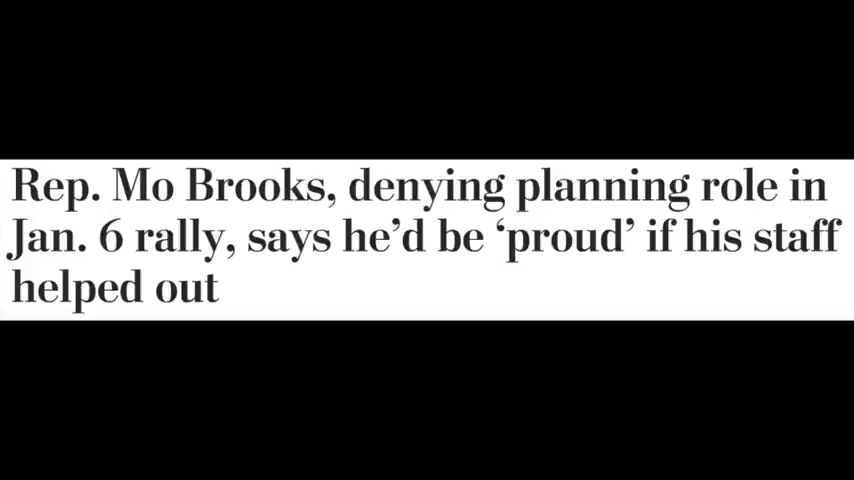 Rep. Mo Brooks, denying planning role in
Jan. 6 rally, says he’d be ‘proud’ if his staff
helped out